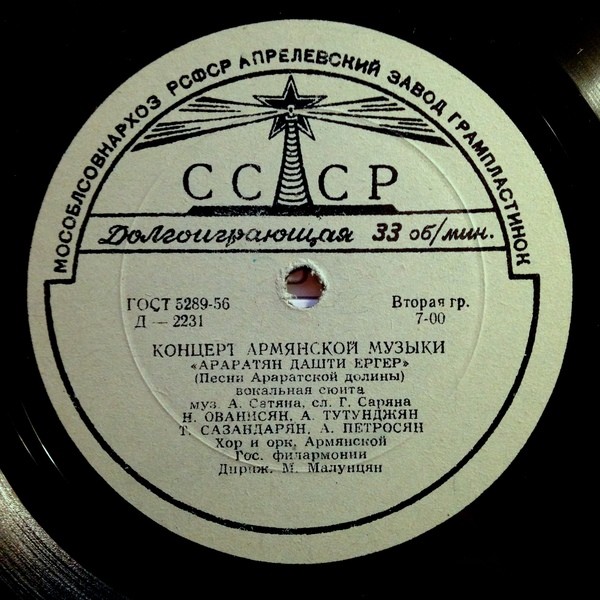 МОСОБЛСОВНАРХОЗ РСФСР АПРЕЛЕВСКИЙ ЗАВОД ГРАМПЛАСТИНОК
СССР
Долгоиграющая 33 об/мин.
ГОСТ 5289-56 Вторая гр.
Д — 2231 7-00
КОНЦЕРТ АРМЯНСКОЙ МУЗЫКИ
«АРАРАТЯН ДАШТИ ЕРГЕР»
(Песни Араратской долины)
вокальная сюита
муз. А. Сатяна, сл. Г. Саряна
Н. ОВАНИСЯН, А. ТУТУНДЖЯН
Т. САЗАНДАРЯН, А. ПЕТРОСЯН
Хор и орк. Армянской
Гос. филармонии
Дириж. М. Малунцян